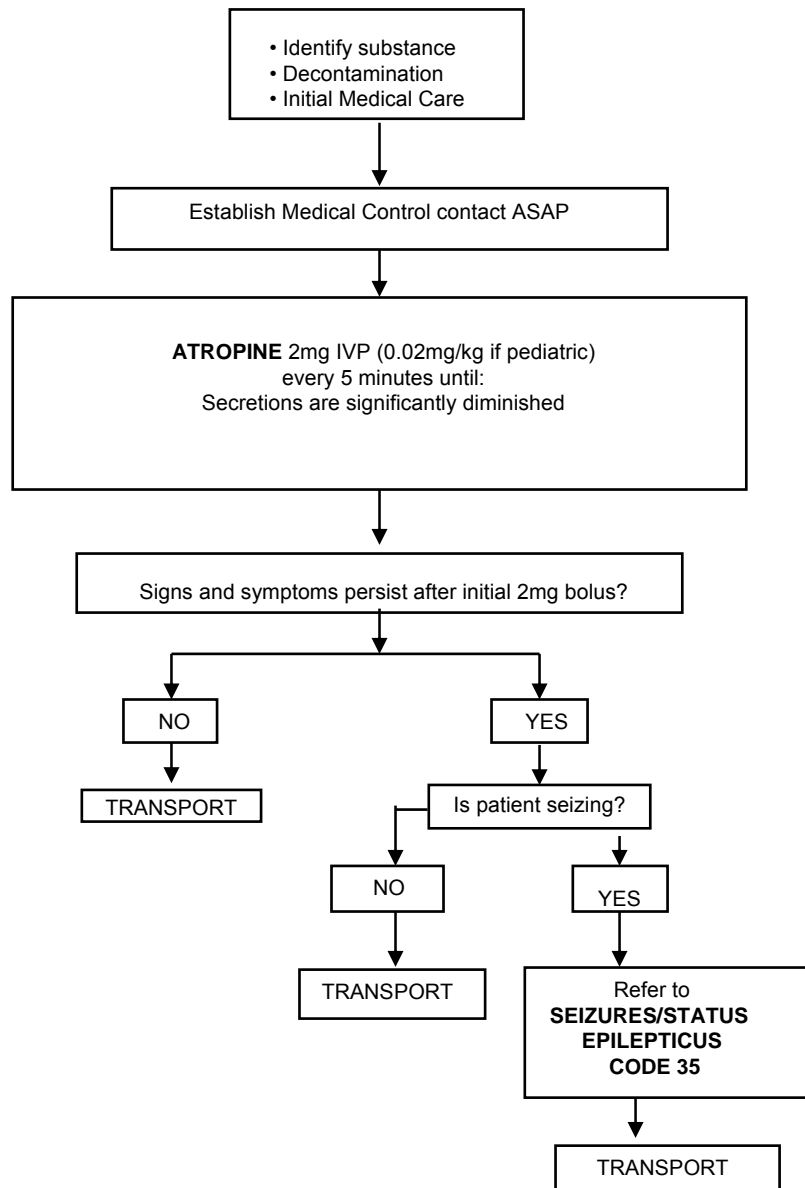 • Identify substance
• Decontamination
• Initial Medical Care
Establish Medical Control contact ASAP
ATROPINE 2mg IVP (0.02mg/kg if pediatric)
every 5 minutes until:
Secretions are significantly diminished
Signs and symptoms persist after initial 2mg bolus?
NO
YES
TRANSPORT
Is patient seizing?
NO
YES
TRANSPORT
Refer to
SEIZURES/STATUS
EPILEPTICUS
CODE 35
TRANSPORT